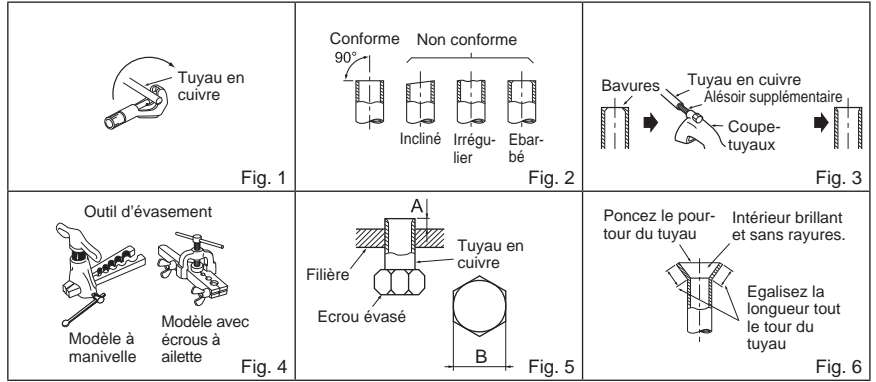 Tuyau en
cuivre
Fig. 1
Conforme
Non conforme
90°
Incliné
Irrégu-
lier
Ebar-
bé
Fig. 2
Bavures
Tuyau en cuivre
Alésoir supplémentaire
Coupe-
tuyaux
Fig. 3
Outil d'évasement
Modèle à
manivelle
Modèle avec
écrous à
ailette
Fig. 4
A
Tuyau en
cuivre
Filière
Ecrou évasé
B
Fig. 5
Poncez le pour-
tour du tuyau
Intérieur brillant
et sans rayures.
Egalisez la
longueur tout
le tour du
tuyau
Fig. 6